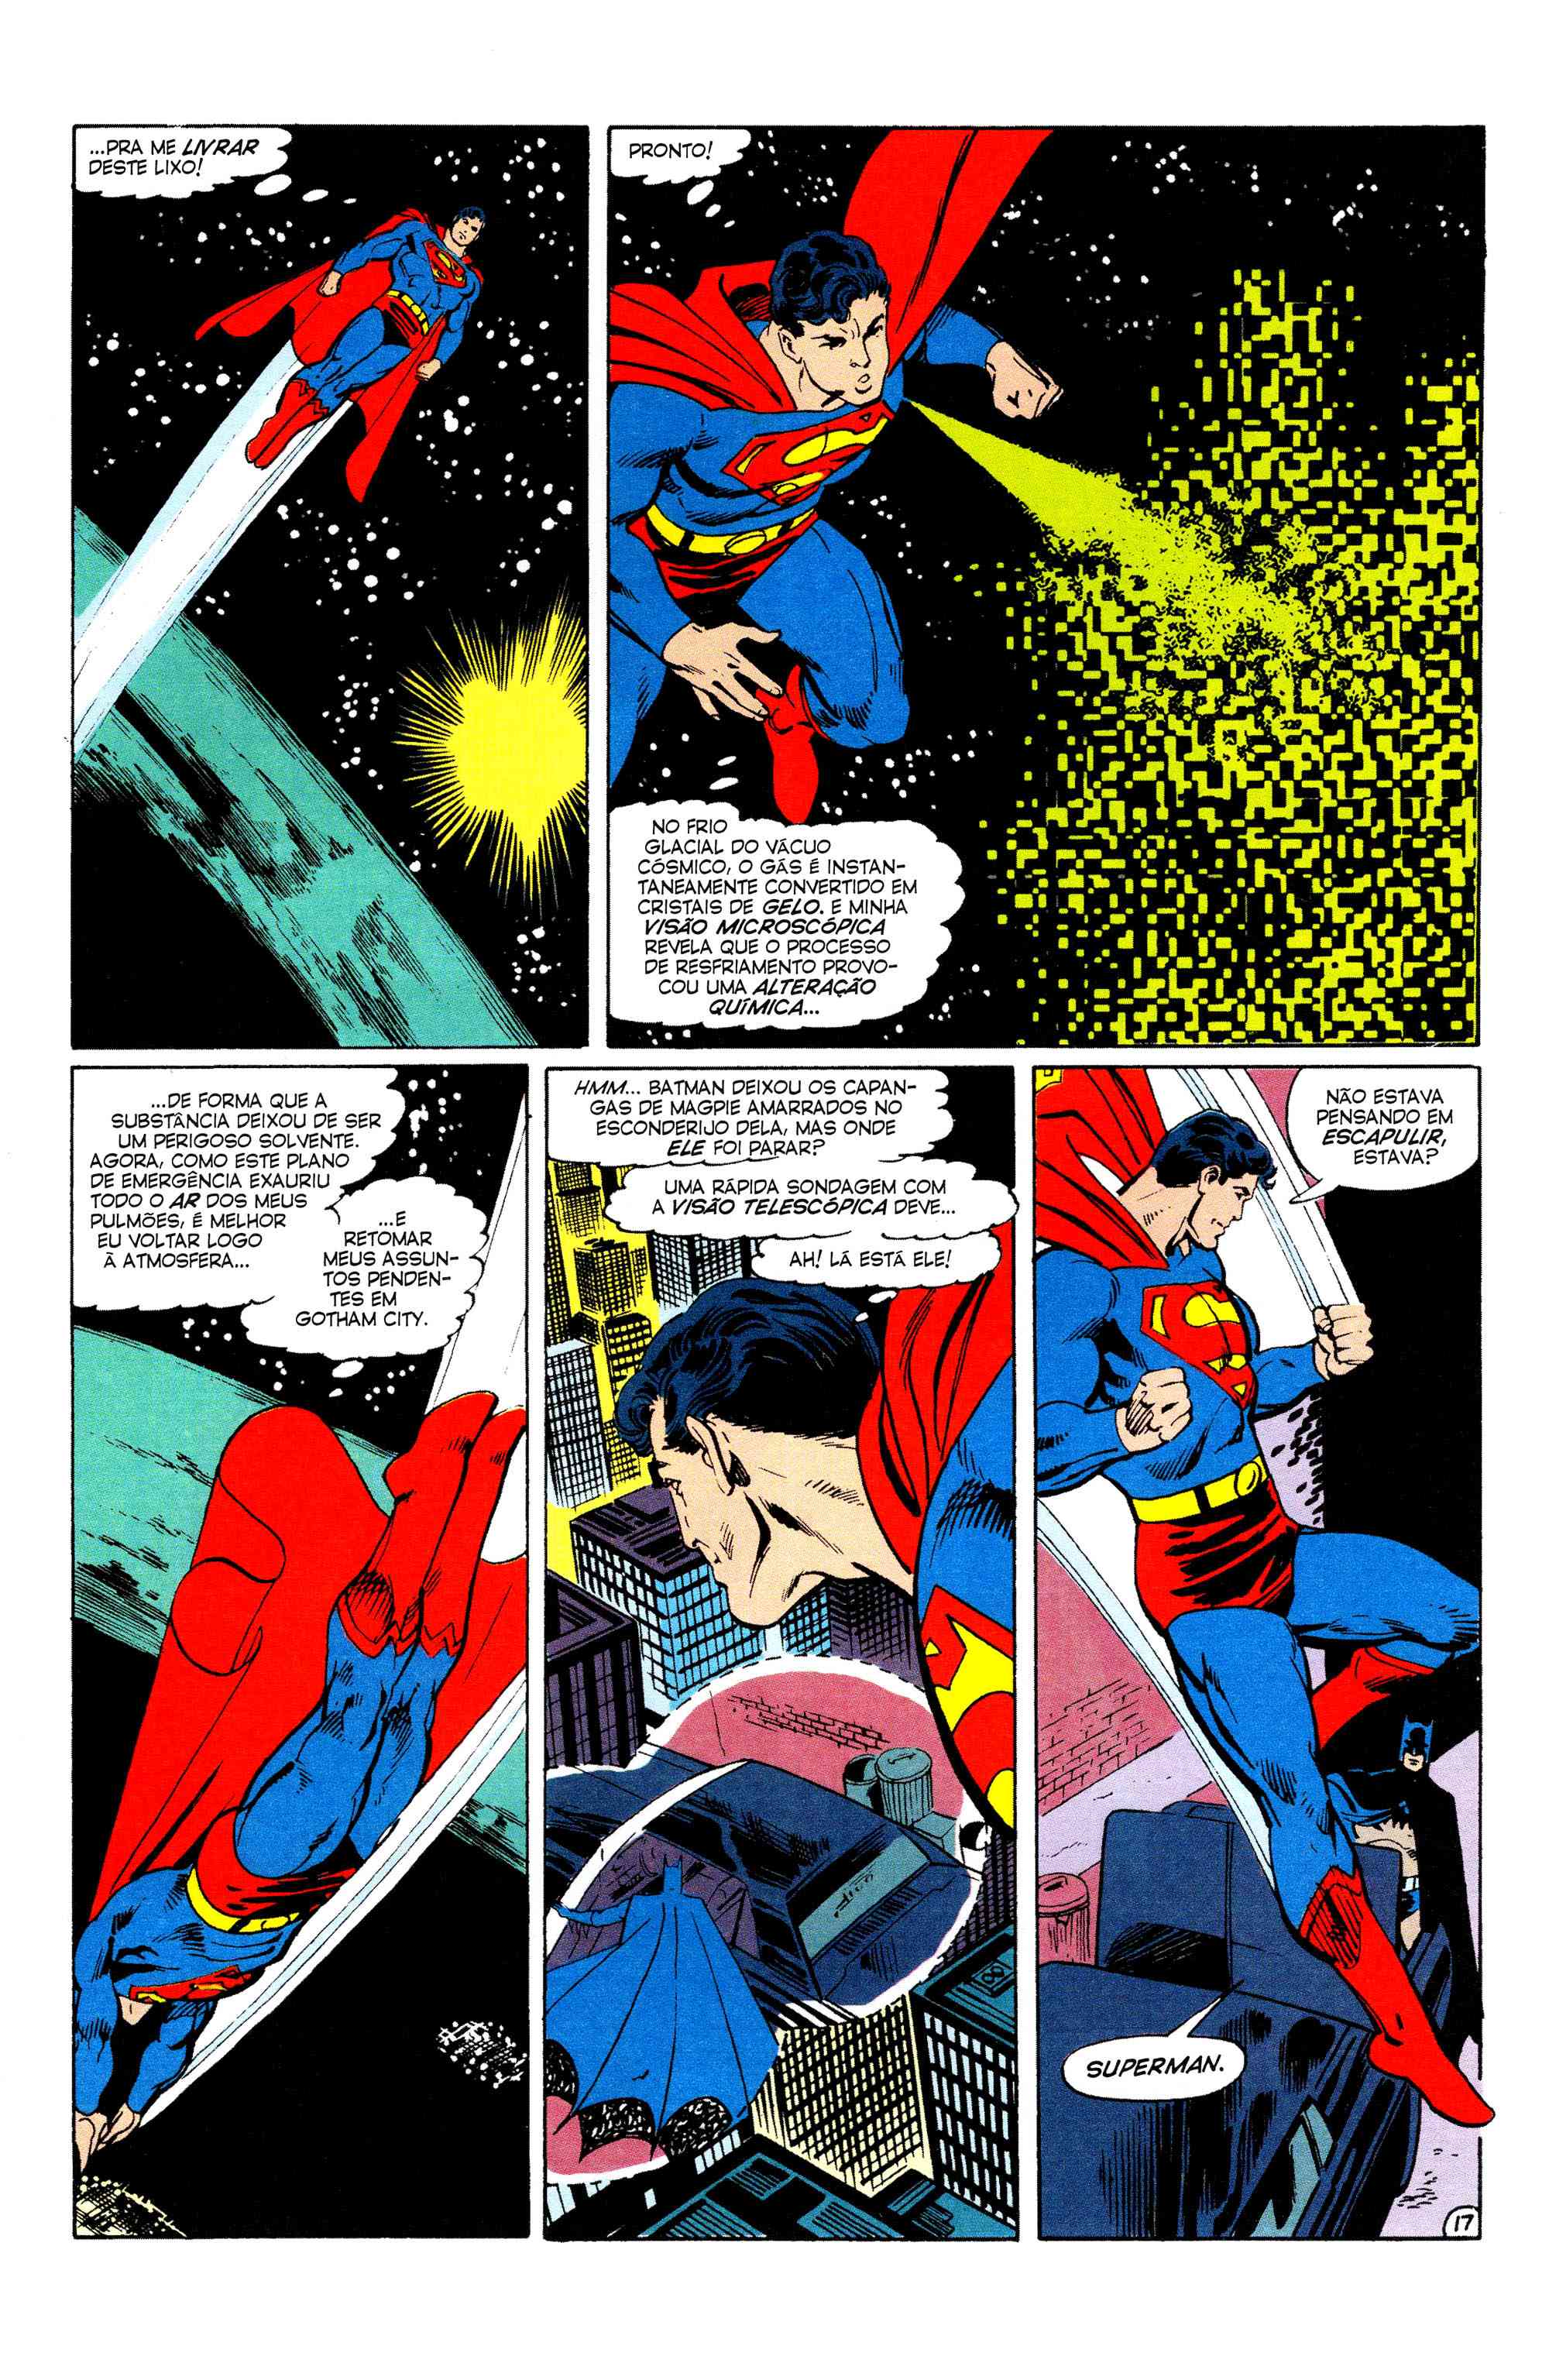 ...PRA ME LIVRAR
DESTE LIXO!
PRONTO!
NO FRIO
GLACIAL DO VÁCUO
CÓSMICO, O GÁS É INSTAN-
TANEAMENTE CONVERTIDO EM
CRISTAIS DE GELO. E MINHA
VISÃO MICROSCÓPICA
REVELA QUE O PROCESSO
DE RESFRIAMENTO PROVO-
COU UMA ALTERAÇÃO
QUÍMICA...
...DE FORMA QUE A
SUBSTÂNCIA DEIXOU DE SER
UM PERIGOSO SOLVENTE.
AGORA, COMO ESTE PLANO
DE EMERGÊNCIA EXAURIU
TODO O AR DOS MEUS
PULMÕES, É MELHOR
EU VOLTAR LOGO
À ATMOSFERA...
...E
RETOMAR
MEUS ASSUN-
TOS PENDEN-
TES EM
GOTHAM CITY.
HMM... BATMAN DEIXOU OS CAPAN-
GAS DE MAGPIE AMARRADOS NO
ESCONDERIJO DELA, MAS ONDE
ELE FOI PARAR?
UMA RÁPIDA SONDAGEM COM
A VISÃO TELESCÓPICA DEVE...
AH! LÁ ESTÁ ELE!
NÃO ESTAVA
PENSANDO EM
ESCAPULIR,
ESTAVA?
SUPERMAN.
17